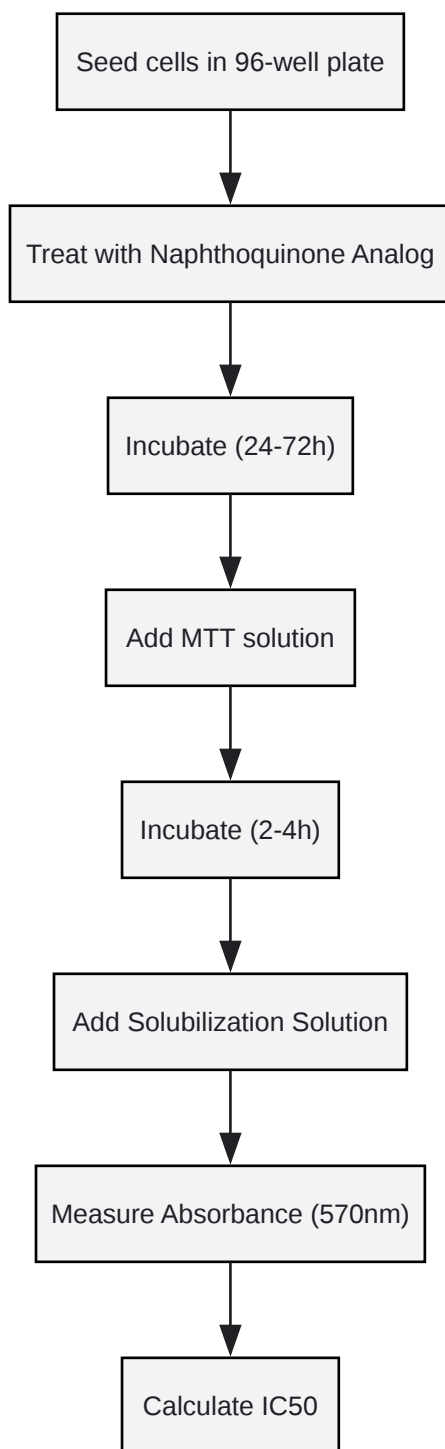 Seed cells in 96-well plate
Treat with Naphthoquinone Analog
Incubate (24-72h)
Add MTT solution
Incubate (2-4h)
Add Solubilization Solution
Measure Absorbance (570nm)
Calculate IC50